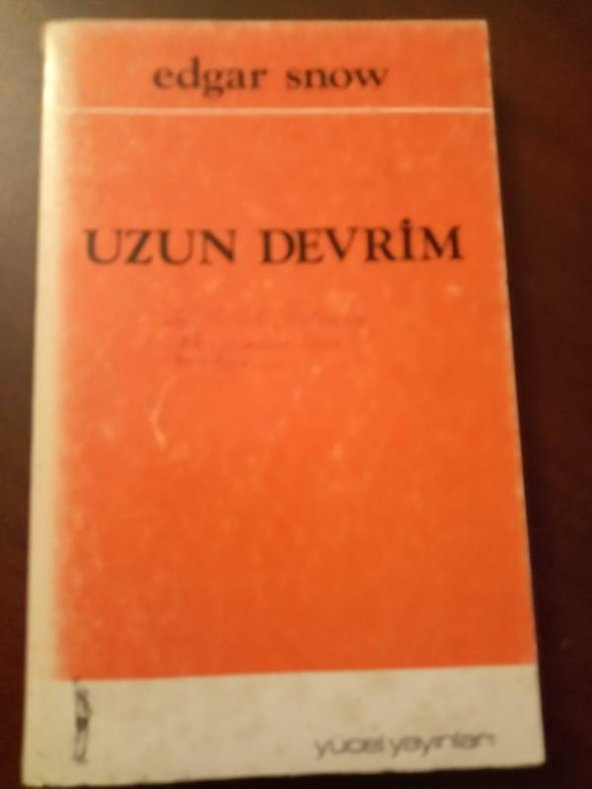 edgar snow
UZUN DEVRİM
yücel yayınları